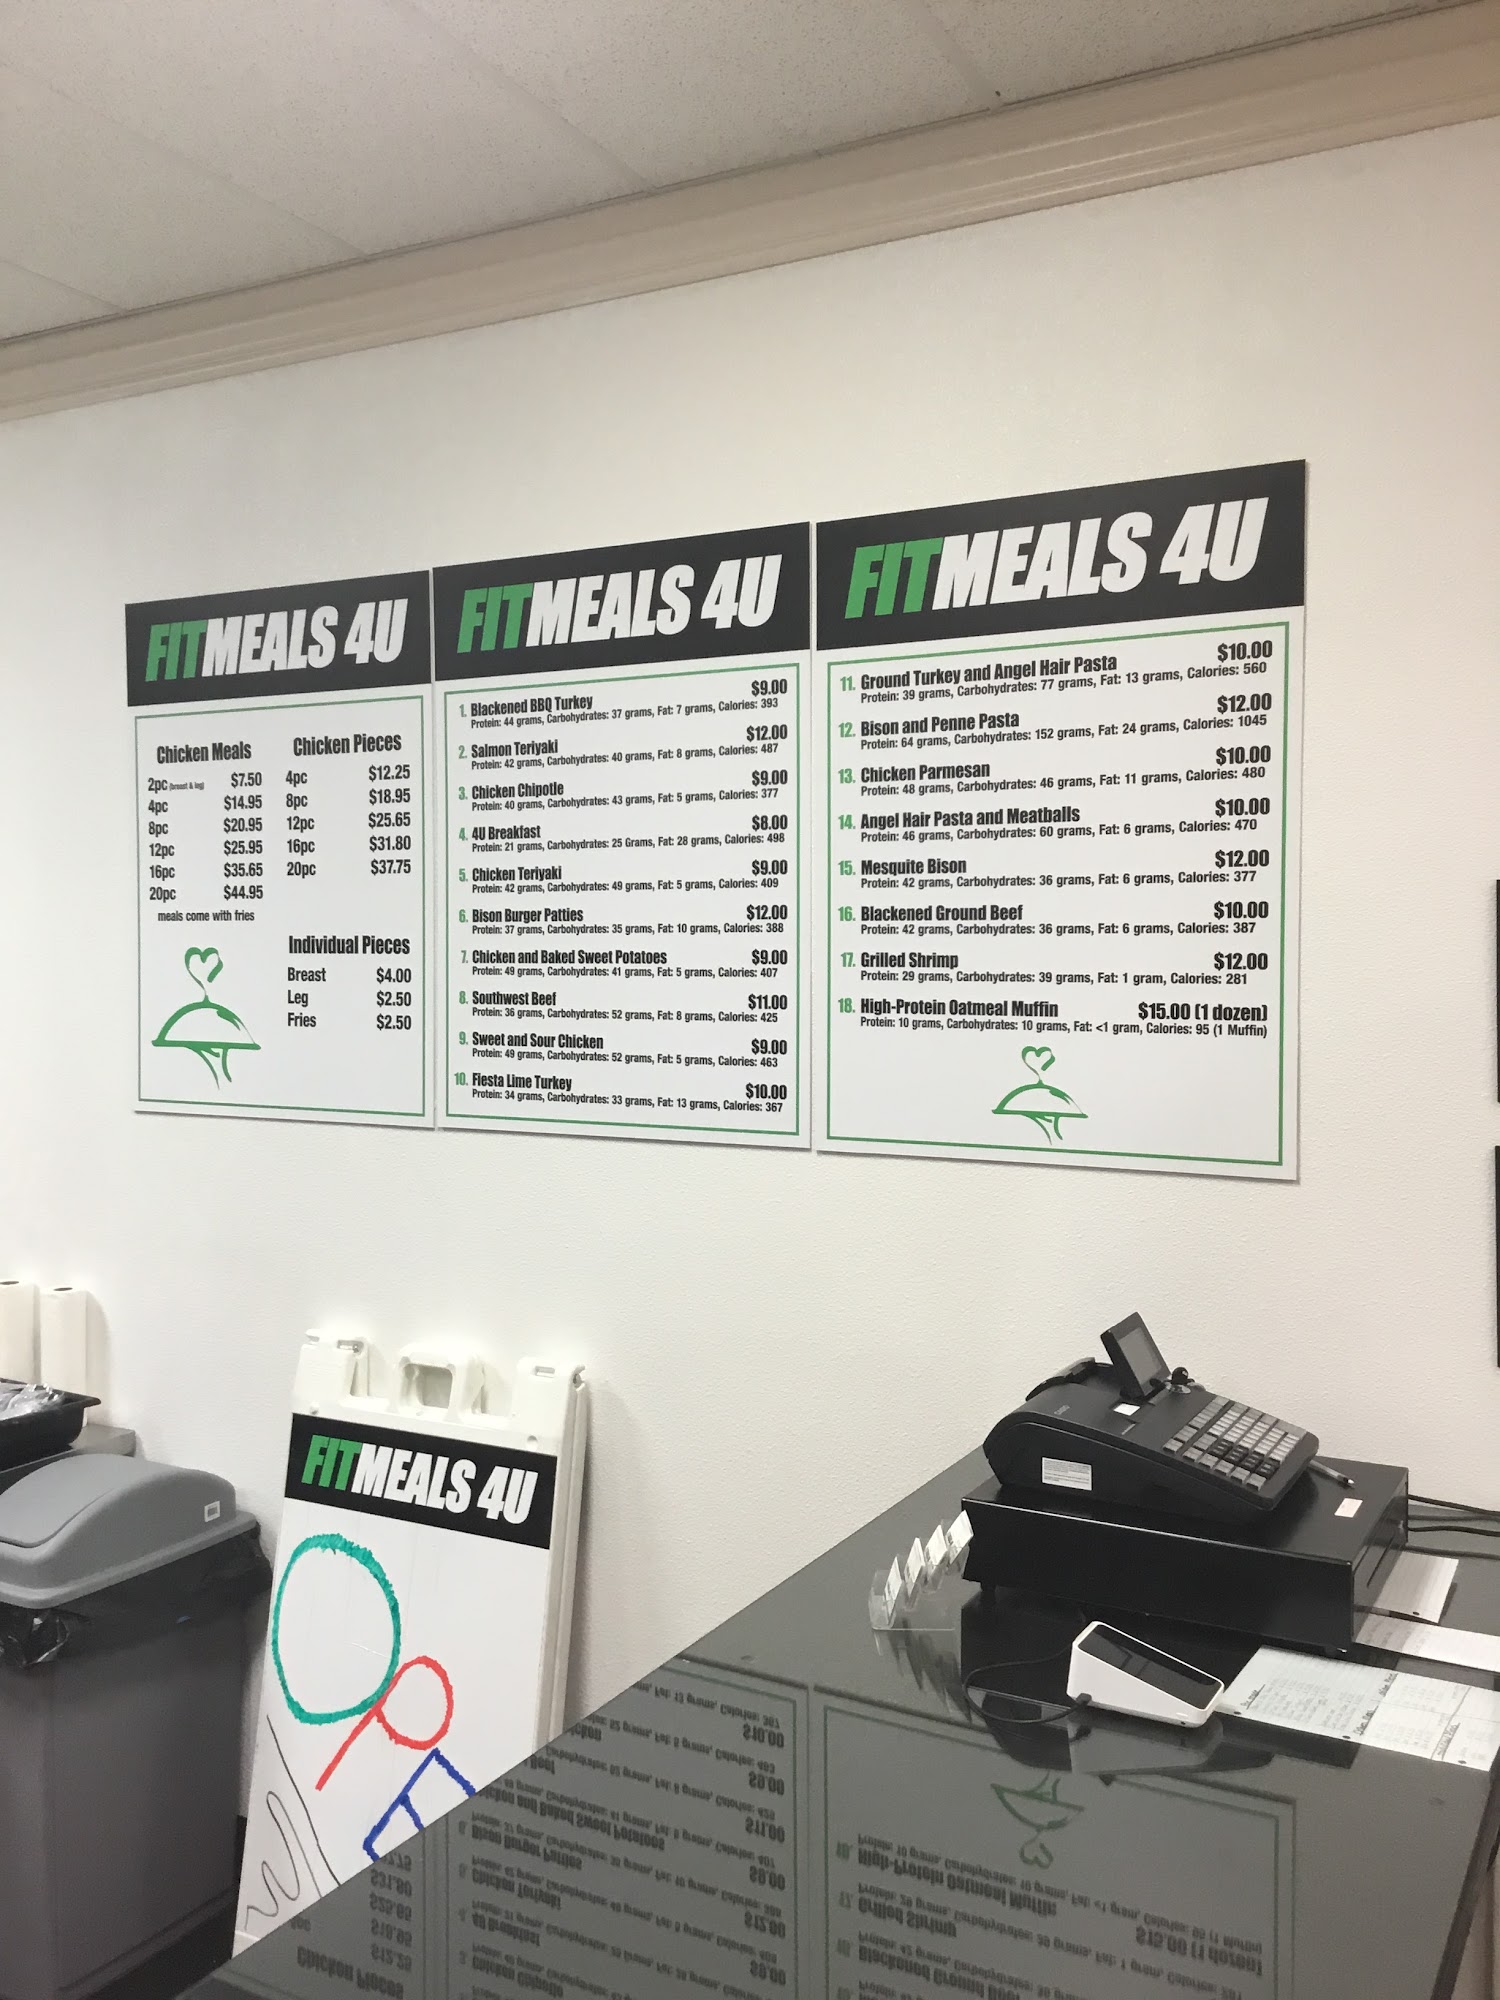 FITMEALS 4U
Chicken Meals
2pc (breast & leg) $7.50
4pc $14.95
8pc $20.95
12pc $25.95
16pc $35.65
20pc $44.95
meals come with fries
Chicken Pieces
4pc $12.25
8pc $18.95
12pc $25.65
16pc $31.80
20pc $37.75
Individual Pieces
Breast $4.00
Leg $2.50
Fries $2.50
FITMEALS 4U
1. Blackened BBQ Turkey $9.00
Protein: 44 grams, Carbohydrates: 37 grams, Fat: 7 grams, Calories: 393
2. Salmon Teriyaki $12.00
Protein: 42 grams, Carbohydrates: 40 grams, Fat: 8 grams, Calories: 487
3. Chicken Chipotle $9.00
Protein: 40 grams, Carbohydrates: 43 grams, Fat: 5 grams, Calories: 377
4. 4U Breakfast $8.00
Protein: 21 grams, Carbohydrates: 25 Grams, Fat: 28 grams, Calories: 498
5. Chicken Teriyaki $9.00
Protein: 42 grams, Carbohydrates: 49 grams, Fat: 5 grams, Calories: 409
6. Bison Burger Patties $12.00
Protein: 37 grams, Carbohydrates: 35 grams, Fat: 10 grams, Calories: 388
7. Chicken and Baked Sweet Potatoes $9.00
Protein: 49 grams, Carbohydrates: 41 grams, Fat: 5 grams, Calories: 407
8. Southwest Beef $11.00
Protein: 36 grams, Carbohydrates: 52 grams, Fat: 8 grams, Calories: 425
9. Sweet and Sour Chicken $9.00
Protein: 49 grams, Carbohydrates: 52 grams, Fat: 5 grams, Calories: 463
10. Fiesta Lime Turkey $10.00
Protein: 34 grams, Carbohydrates: 33 grams, Fat: 13 grams, Calories: 367
FITMEALS 4U
11. Ground Turkey and Angel Hair Pasta $10.00
Protein: 39 grams, Carbohydrates: 77 grams, Fat: 13 grams, Calories: 560
12. Bison and Penne Pasta $12.00
Protein: 64 grams, Carbohydrates: 152 grams, Fat: 24 grams, Calories: 1045
13. Chicken Parmesan $10.00
Protein: 48 grams, Carbohydrates: 46 grams, Fat: 11 grams, Calories: 480
14. Angel Hair Pasta and Meatballs $10.00
Protein: 46 grams, Carbohydrates: 60 grams, Fat: 6 grams, Calories: 470
15. Mesquite Bison $12.00
Protein: 42 grams, Carbohydrates: 36 grams, Fat: 6 grams, Calories: 377
16. Blackened Ground Beef $10.00
Protein: 42 grams, Carbohydrates: 36 grams, Fat: 6 grams, Calories: 387
17. Grilled Shrimp $12.00
Protein: 29 grams, Carbohydrates: 39 grams, Fat: 1 gram, Calories: 281
18. High-Protein Oatmeal Muffin $15.00 (1 dozen)
Protein: 10 grams, Carbohydrates: 10 grams, Fat: <1 gram, Calories: 95 (1 Muffin)
FITMEALS 4U